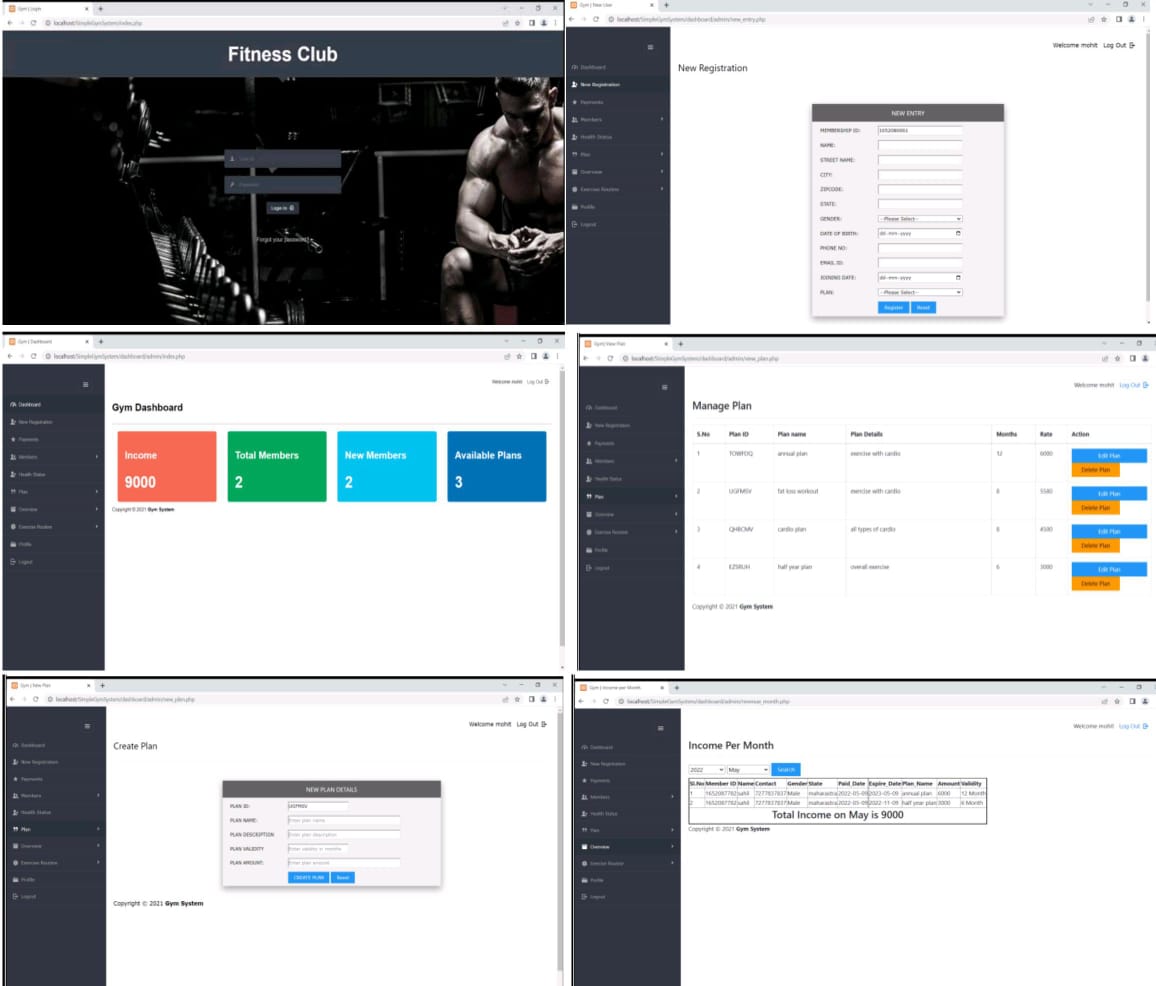 Gym | Login
localhost/SimpleGymSystem/index.php
Fitness Club
Login in
Forgot your password?
Gym | New User
localhost/SimpleGymSystem/dashboard/admin/new_entry.php
Welcome mohit Log Out
Dashboard
New Registration
Payments
Members
Health Status
Plan
Overview
Exercise Routine
Profile
Logout
New Registration
NEW ENTRY
MEMBERSHIP ID:
NAME:
STREET NAME:
CITY:
ZIPCODE:
STATE:
GENDER: --Please Select--
DATE OF BIRTH: dd-mm-yyyy
PHONE NO:
EMAIL ID:
JOINING DATE: dd-mm-yyyy
PLAN: --Please Select--
Register Reset
Gym | Dashboard
localhost/SimpleGymSystem/dashboard/admin/index.php
Welcome mohit Log Out
Dashboard
New Registration
Payments
Members
Health Status
Plan
Overview
Exercise Routine
Profile
Logout
Gym Dashboard
Income Total Members New Members Available Plans
9000 2 2 3
Copyright © 2021 Gym System
Gym | View Plan
localhost/SimpleGymSystem/dashboard/admin/view_plan.php
Welcome mohit Log Out
Dashboard
New Registration
Payments
Members
Health Status
Plan
Overview
Exercise Routine
Profile
Logout
Manage Plan
S.No Plan ID Plan name Plan Details Months Rate Action
1 annual plan exercise with cardio 12 6000 Edit Plan
Delete Plan
2 UGFMSV fat loss workout exercise with cardio 8 Edit Plan
Delete Plan
3 cardio plan all types of cardio Edit Plan
Delete Plan
4 half year plan overall exercise 6 3000 Edit Plan
Delete Plan
Copyright © 2021 Gym System
Gym | New Plan
localhost/SimpleGymSystem/dashboard/admin/new_plan.php
Welcome mohit Log Out
Dashboard
New Registration
Payments
Members
Health Status
Plan
Overview
Exercise Routine
Profile
Logout
Create Plan
NEW PLAN DETAILS
PLAN ID:
PLAN NAME: Enter plan name
PLAN DESCRIPTION Enter plan description
PLAN VALIDITY Enter validity in months
PLAN AMOUNT: Enter plan amount
CREATE PLAN Reset
Copyright © 2021 Gym System
Gym | Income per Month
Welcome mohit Log Out
Dashboard
New Registration
Payments
Members
Health Status
Plan
Overview
Exercise Routine
Profile
Logout
Income Per Month
2022 May Search
Sl.No Member ID Name Contact Gender State Paid_Date Expire_Date Plan_Name Amount Validity
1 1652087782 sahil 7277837837 Male maharastra 2022-05-09 2023-05-09 annual plan 6000 12 Month
2 1652087782 sahil 7277837837 Male maharastra 2022-05-09 2022-11-09 half year plan 3000 6 Month
Total Income on May is 9000
Copyright © 2021 Gym System